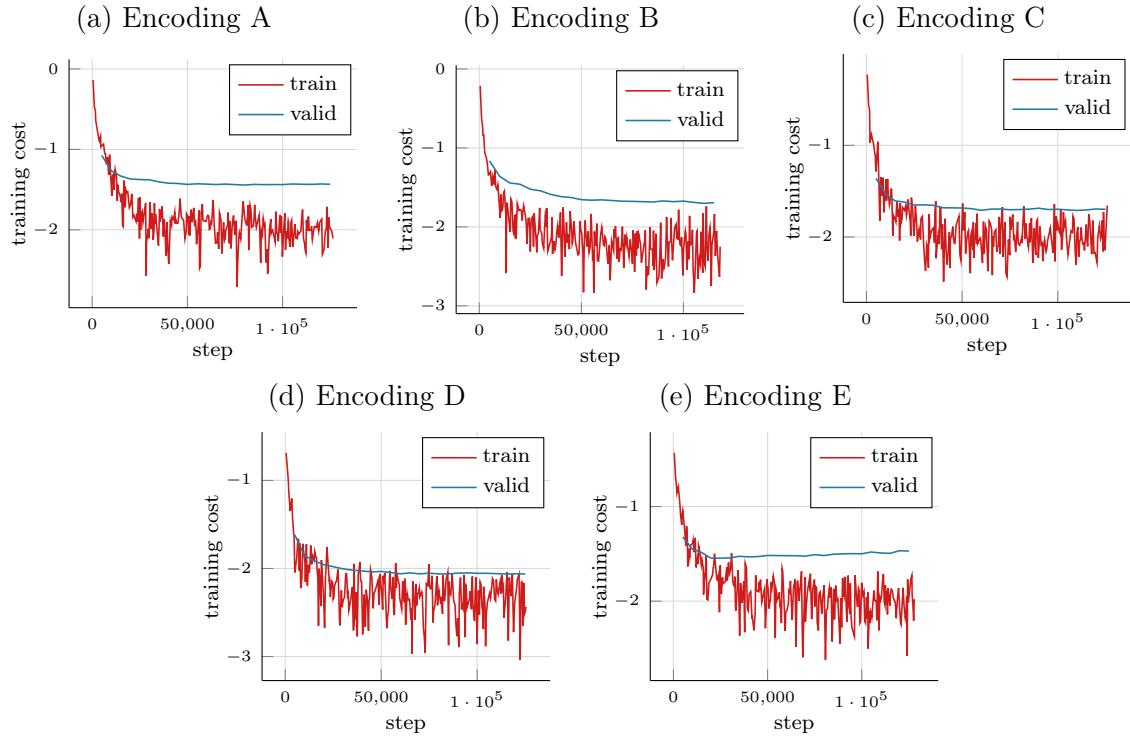 (a) Encoding A
0
−1
−2
training cost
train
valid
0
50,000
1 · 10^5
step
(b) Encoding B
0
−1
−2
−3
training cost
train
valid
0
50,000
1 · 10^5
step
(c) Encoding C
−1
−2
training cost
train
valid
0
50,000
1 · 10^5
step
(d) Encoding D
−1
−2
−3
training cost
train
valid
0
50,000
1 · 10^5
step
(e) Encoding E
−1
−2
training cost
train
valid
0
50,000
1 · 10^5
step